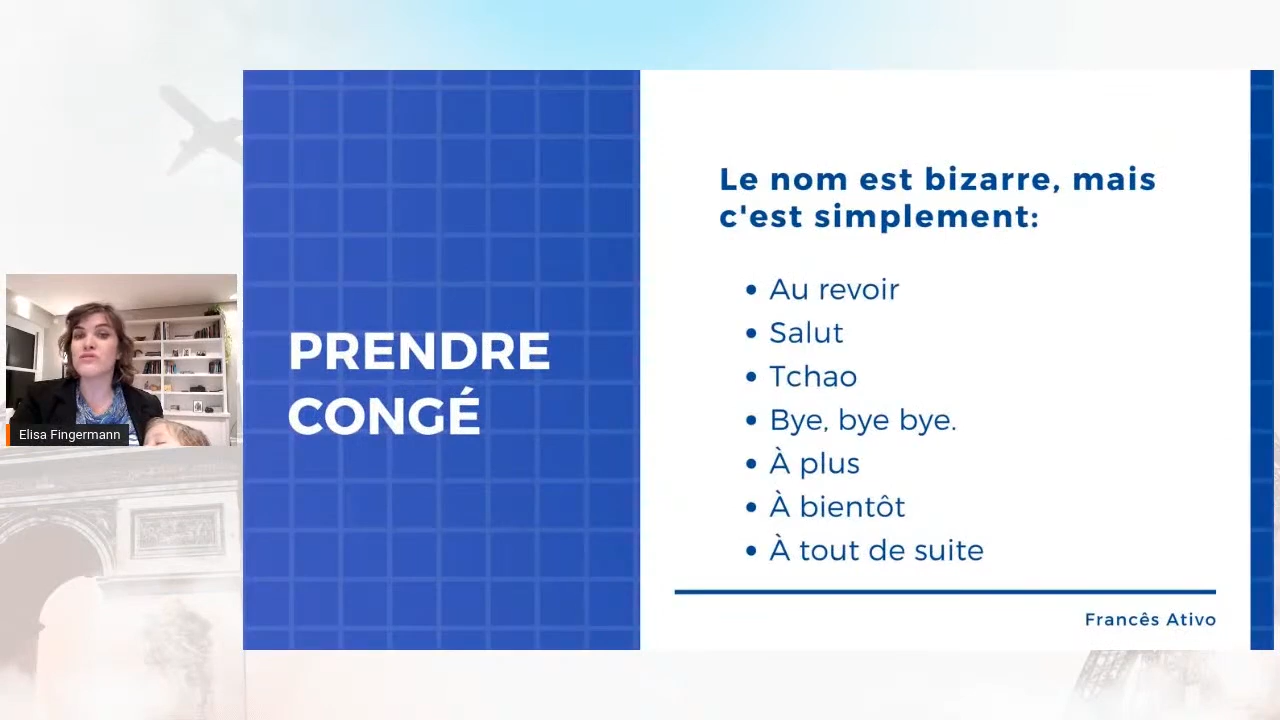 PRENDRE
CONGÉ
Le nom est bizarre, mais
c'est simplement:
• Au revoir
• Salut
• Tchao
• Bye, bye bye.
• À plus
• À bientôt
• À tout de suite
Francês Ativo
Elisa Fingermann